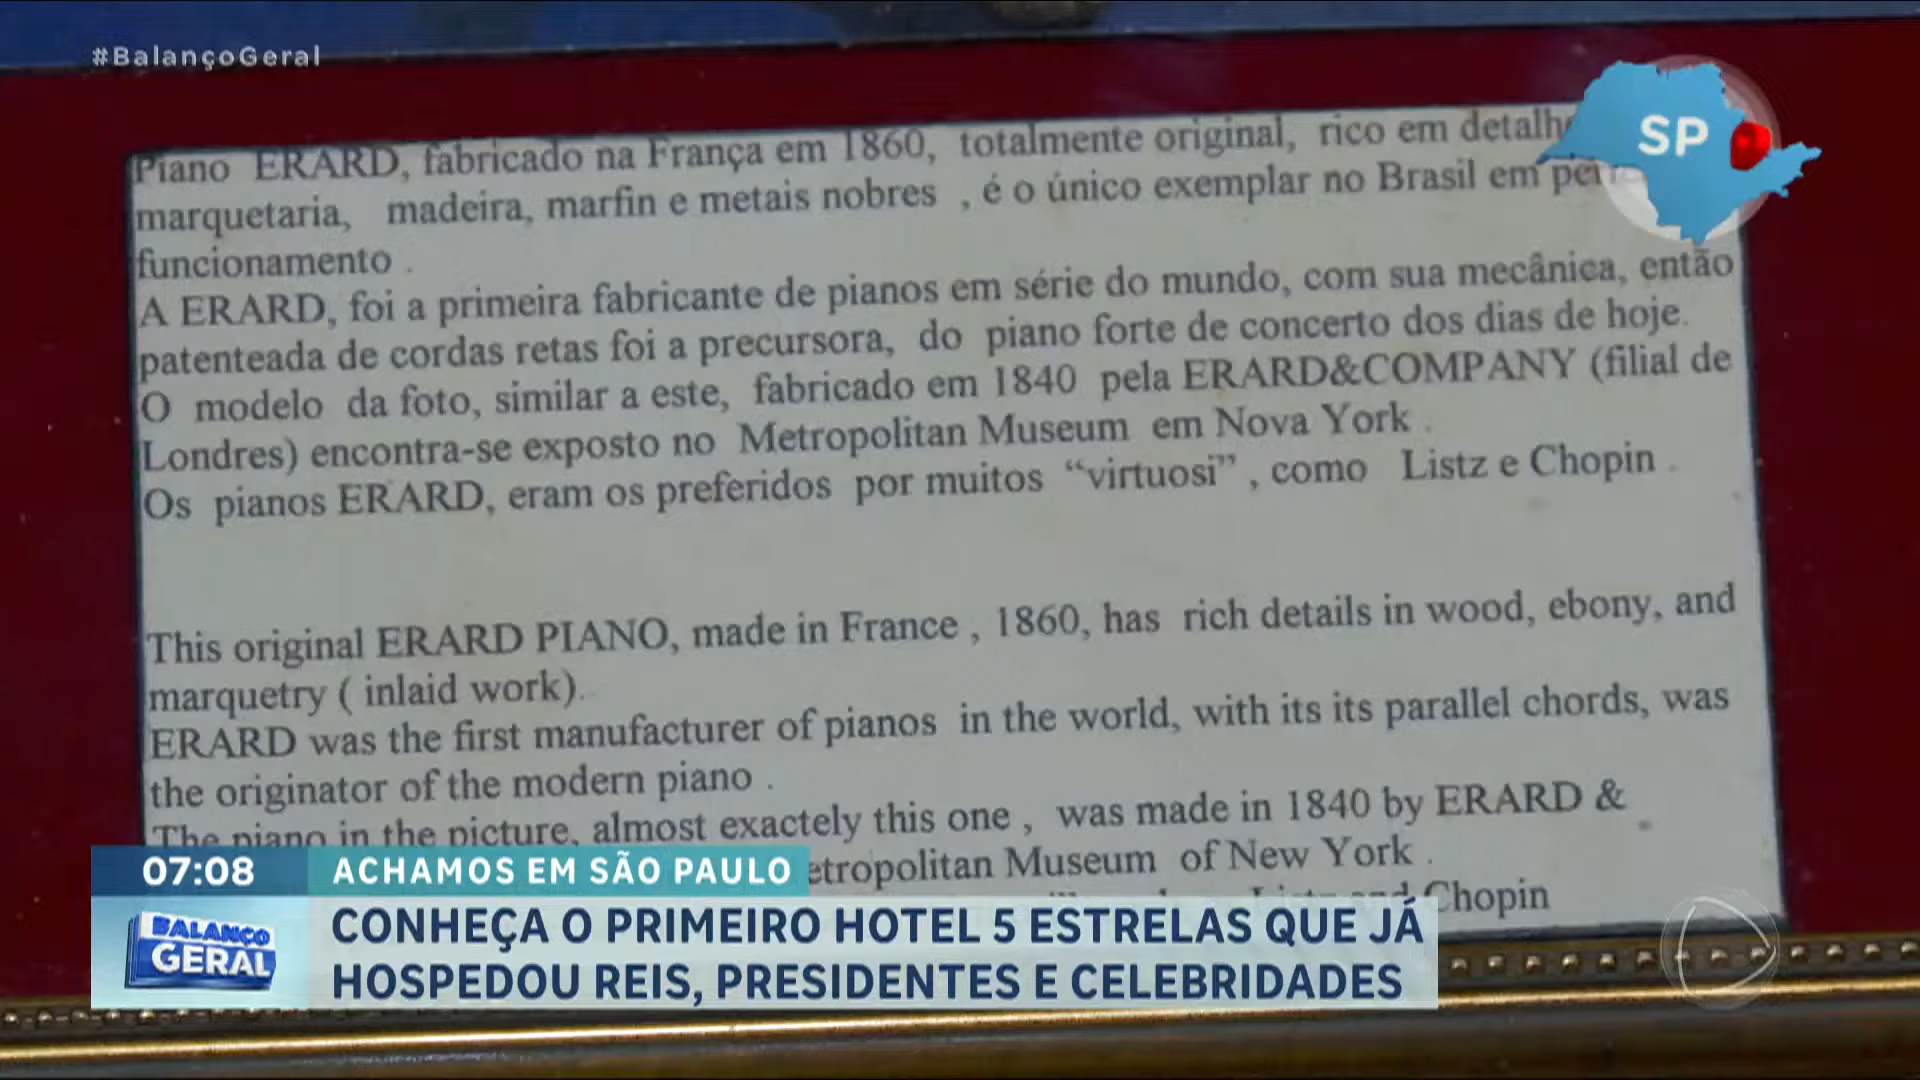 #BalançoGeral
SP
Piano ERARD, fabricado na França em 1860, totalmente original, rico em
marquetaria, madeira, marfin e metais nobres , é o único exemplar no Brasil em
funcionamento .
A ERARD, foi a primeira fabricante de pianos em série do mundo, com sua mecânica, então
patenteada de cordas retas foi a precursora, do piano forte de concerto dos dias de hoje.
O modelo da foto, similar a este, fabricado em 1840 pela ERARD&COMPANY (filial de
Londres) encontra-se exposto no Metropolitan Museum em Nova York .
Os pianos ERARD, eram os preferidos por muitos “virtuosi” , como Listz e Chopin .
This original ERARD PIANO, made in France , 1860, has rich details in wood, ebony, and
marquetry ( inlaid work).
ERARD was the first manufacturer of pianos in the world, with its its parallel chords, was
the originator of the modern piano .
The piano in the picture, almost exactely this one , was made in 1840 by ERARD &
Museum of New York .
Chopin
07:08 ACHAMOS EM SÃO PAULO
BALANÇO GERAL
CONHEÇA O PRIMEIRO HOTEL 5 ESTRELAS QUE JÁ
HOSPEDOU REIS, PRESIDENTES E CELEBRIDADES